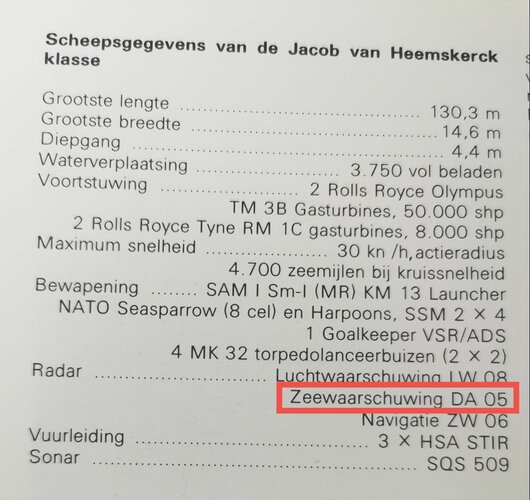 Scheepsgegevens van de Jacob van Heemskerck
klasse
Grootste lengte ........ 130,3 m
Grootste breedte ........ 14,6 m
Diepgang ........ 4,4 m
Waterverplaatsing ........ 3.750 vol beladen
Voortstuwing ........ 2 Rolls Royce Olympus
TM 3B Gasturbines, 50.000 shp
2 Rolls Royce Tyne RM 1C gasturbines, 8.000 shp
Maximum snelheid ........ 30 kn /h, actieradius
4.700 zeemijlen bij kruissnelheid
Bewapening ........ SAM I Sm-I (MR) KM 13 Launcher
NATO Seasparrow (8 cel) en Harpoons, SSM 2 × 4
1 Goalkeeper VSR/ADS
4 MK 32 torpedolanceerbuizen (2 × 2)
Radar ........ Luchtwaarschuwing LW 08
Zeewaarschuwing DA 05
Navigatie ZW 06
Vuurleiding ........ 3 × HSA STIR
Sonar ........ SQS 509